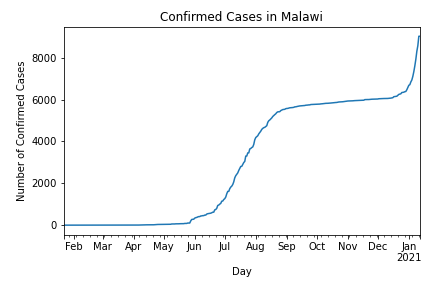 Confirmed Cases in Malawi
Number of Confirmed Cases
8000
6000
4000
2000
0
Feb Mar Apr May Jun Jul Aug Sep Oct Nov Dec Jan
2021
Day